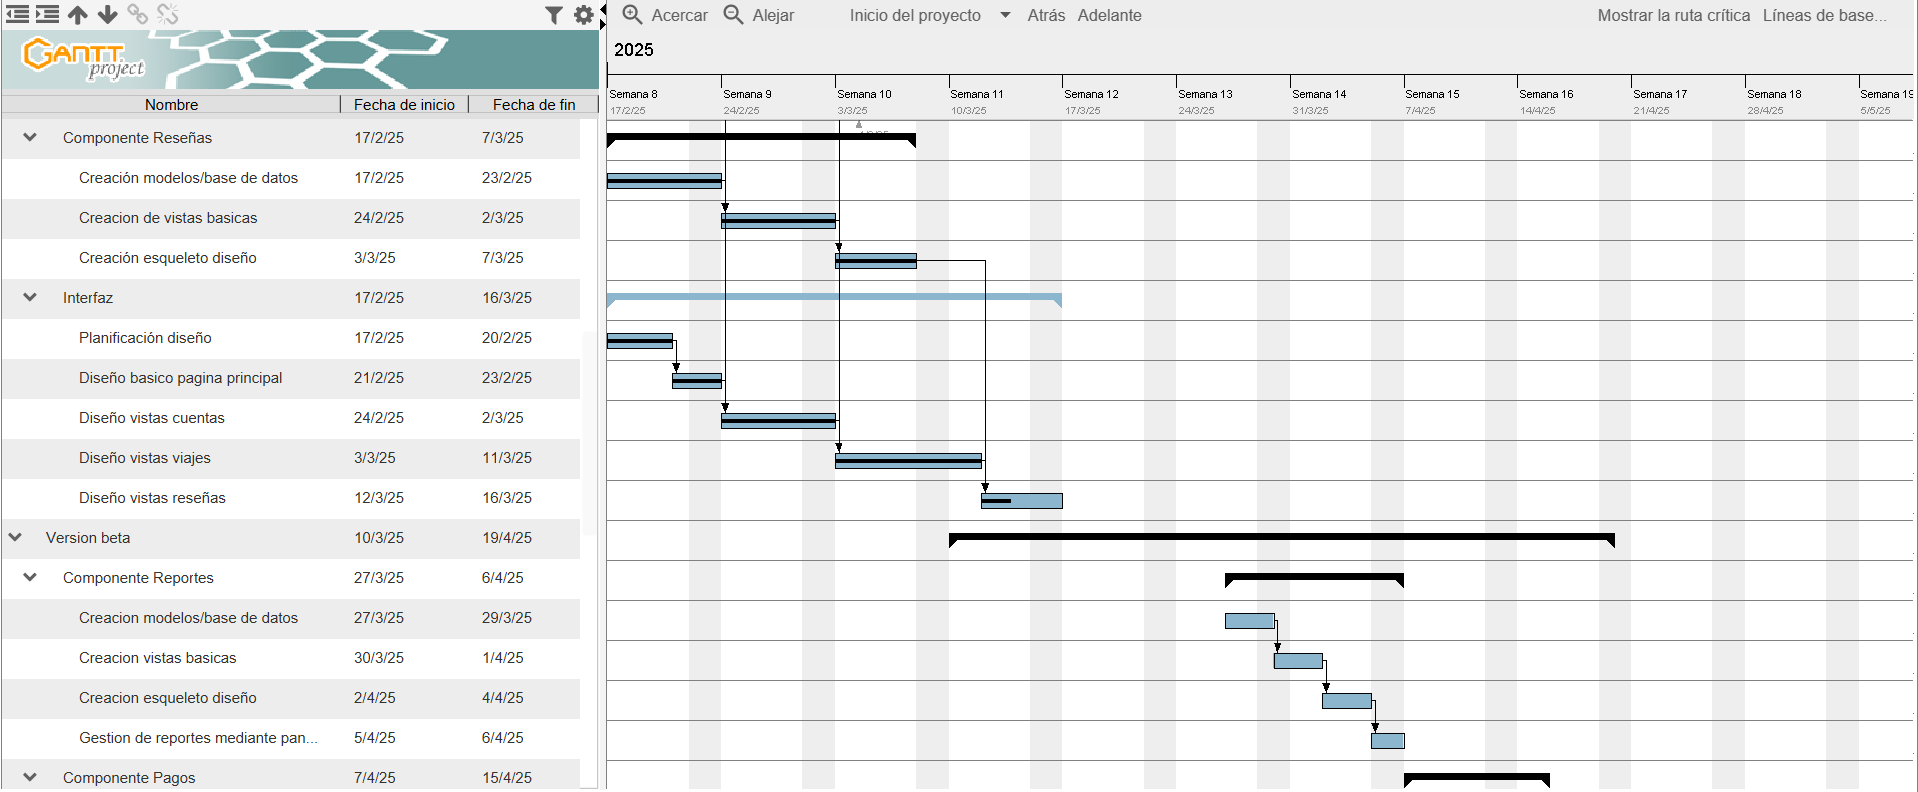 Acercar Alejar Inicio del proyecto Atrás Adelante Mostrar la ruta crítica Líneas de base...
GANTT project
2025
Nombre Fecha de inicio Fecha de fin
Semana 8 Semana 9 Semana 10 Semana 11 Semana 12 Semana 13 Semana 14 Semana 15 Semana 16 Semana 17 Semana 18 Semana 19
17/2/25 24/2/25 3/3/25 10/3/25 17/3/25 24/3/25 31/3/25 7/4/25 14/4/25 21/4/25 28/4/25 5/5/25
Componente Reseñas 17/2/25 7/3/25
Creación modelos/base de datos 17/2/25 23/2/25
Creacion de vistas basicas 24/2/25 2/3/25
Creación esqueleto diseño 3/3/25 7/3/25
Interfaz 17/2/25 16/3/25
Planificación diseño 17/2/25 20/2/25
Diseño basico pagina principal 21/2/25 23/2/25
Diseño vistas cuentas 24/2/25 2/3/25
Diseño vistas viajes 3/3/25 11/3/25
Diseño vistas reseñas 12/3/25 16/3/25
Version beta 10/3/25 19/4/25
Componente Reportes 27/3/25 6/4/25
Creacion modelos/base de datos 27/3/25 29/3/25
Creacion vistas basicas 30/3/25 1/4/25
Creacion esqueleto diseño 2/4/25 4/4/25
Gestion de reportes mediante pan... 5/4/25 6/4/25
Componente Pagos 7/4/25 15/4/25